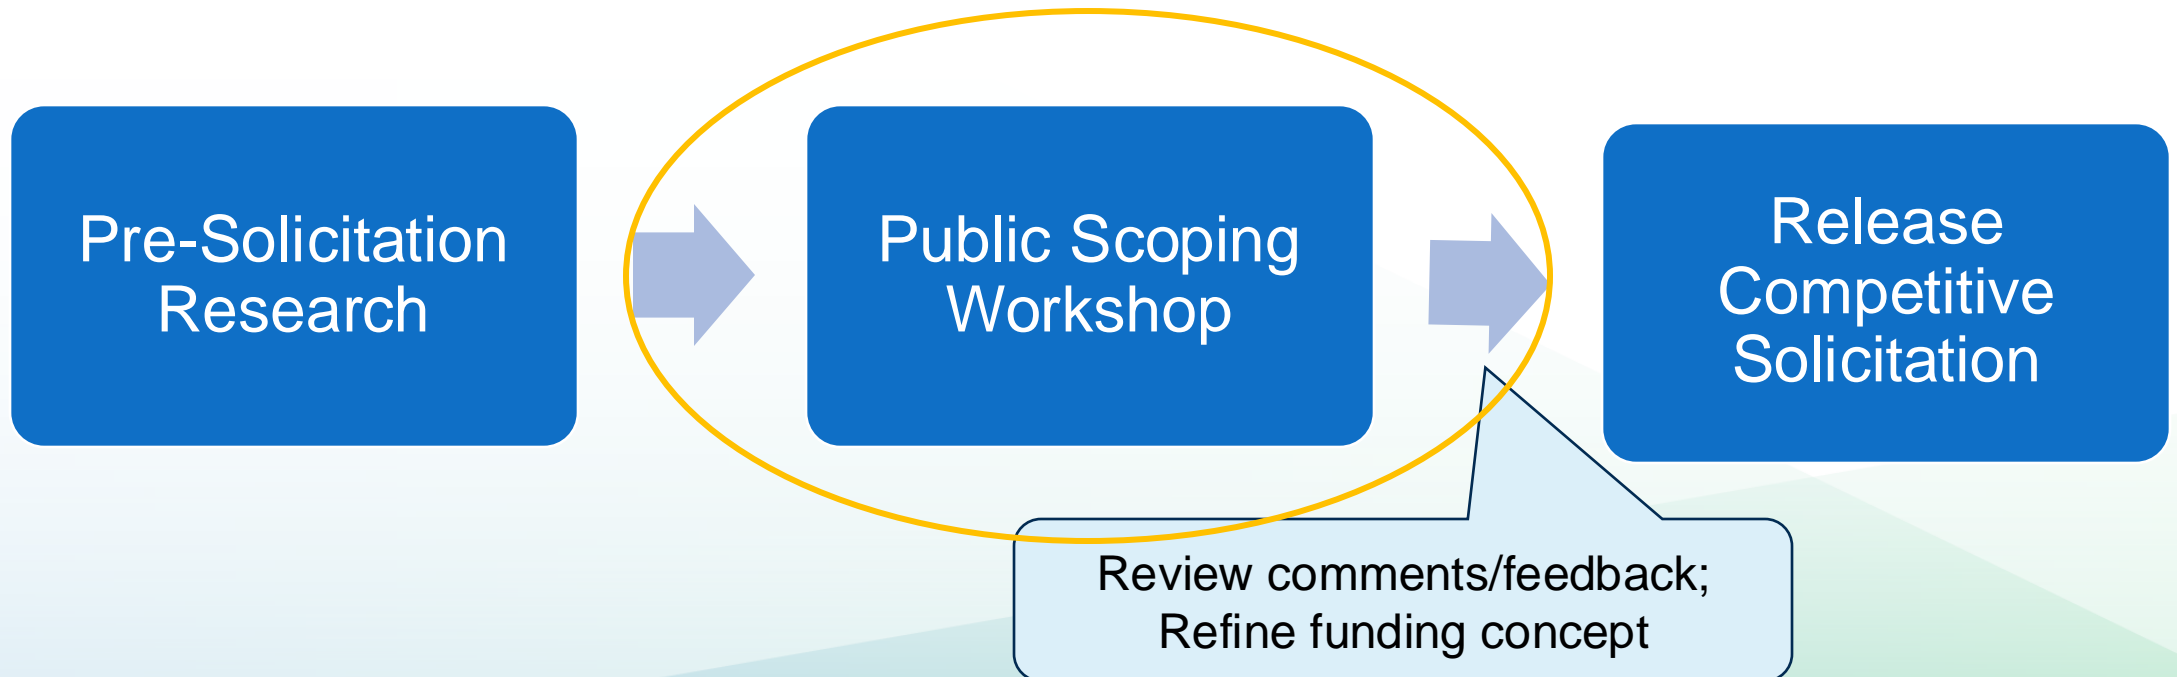 Pre-Solicitation
Research
Public Scoping
Workshop
Release
Competitive
Solicitation
Review comments/feedback;
Refine funding concept